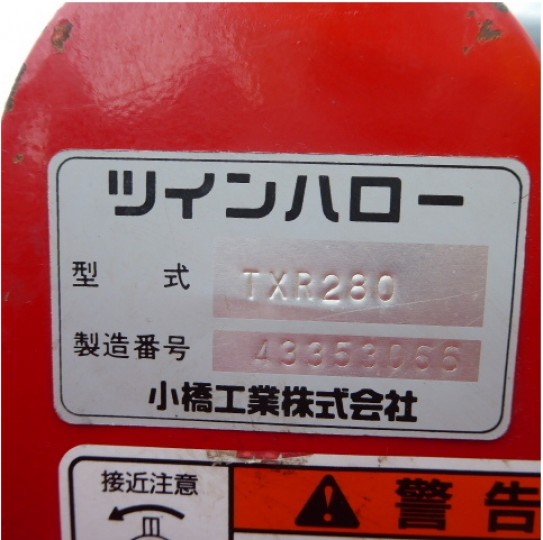 ツインハロー
型式 TXR280
製造番号 43353066
小橋工業株式会社
接近注意
警告